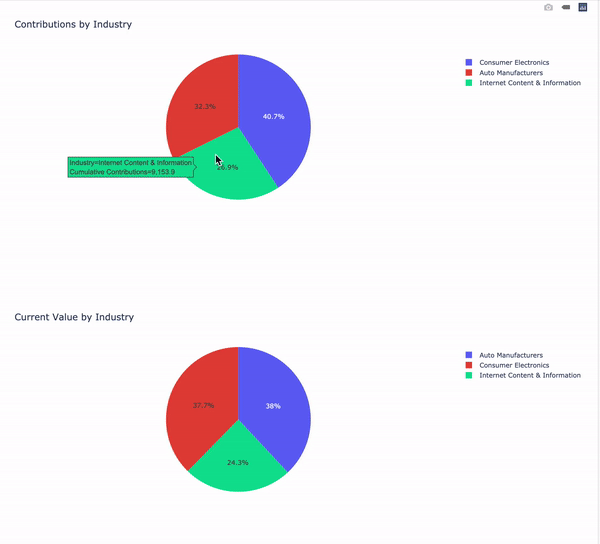 Contributions by Industry
Consumer Electronics
Auto Manufacturers
Internet Content & Information
32.3%
40.7%
Industry=Internet Content & Information
Cumulative Contributions=9,153.9
26.9%
Current Value by Industry
Auto Manufacturers
Consumer Electronics
Internet Content & Information
37.7%
38%
24.3%